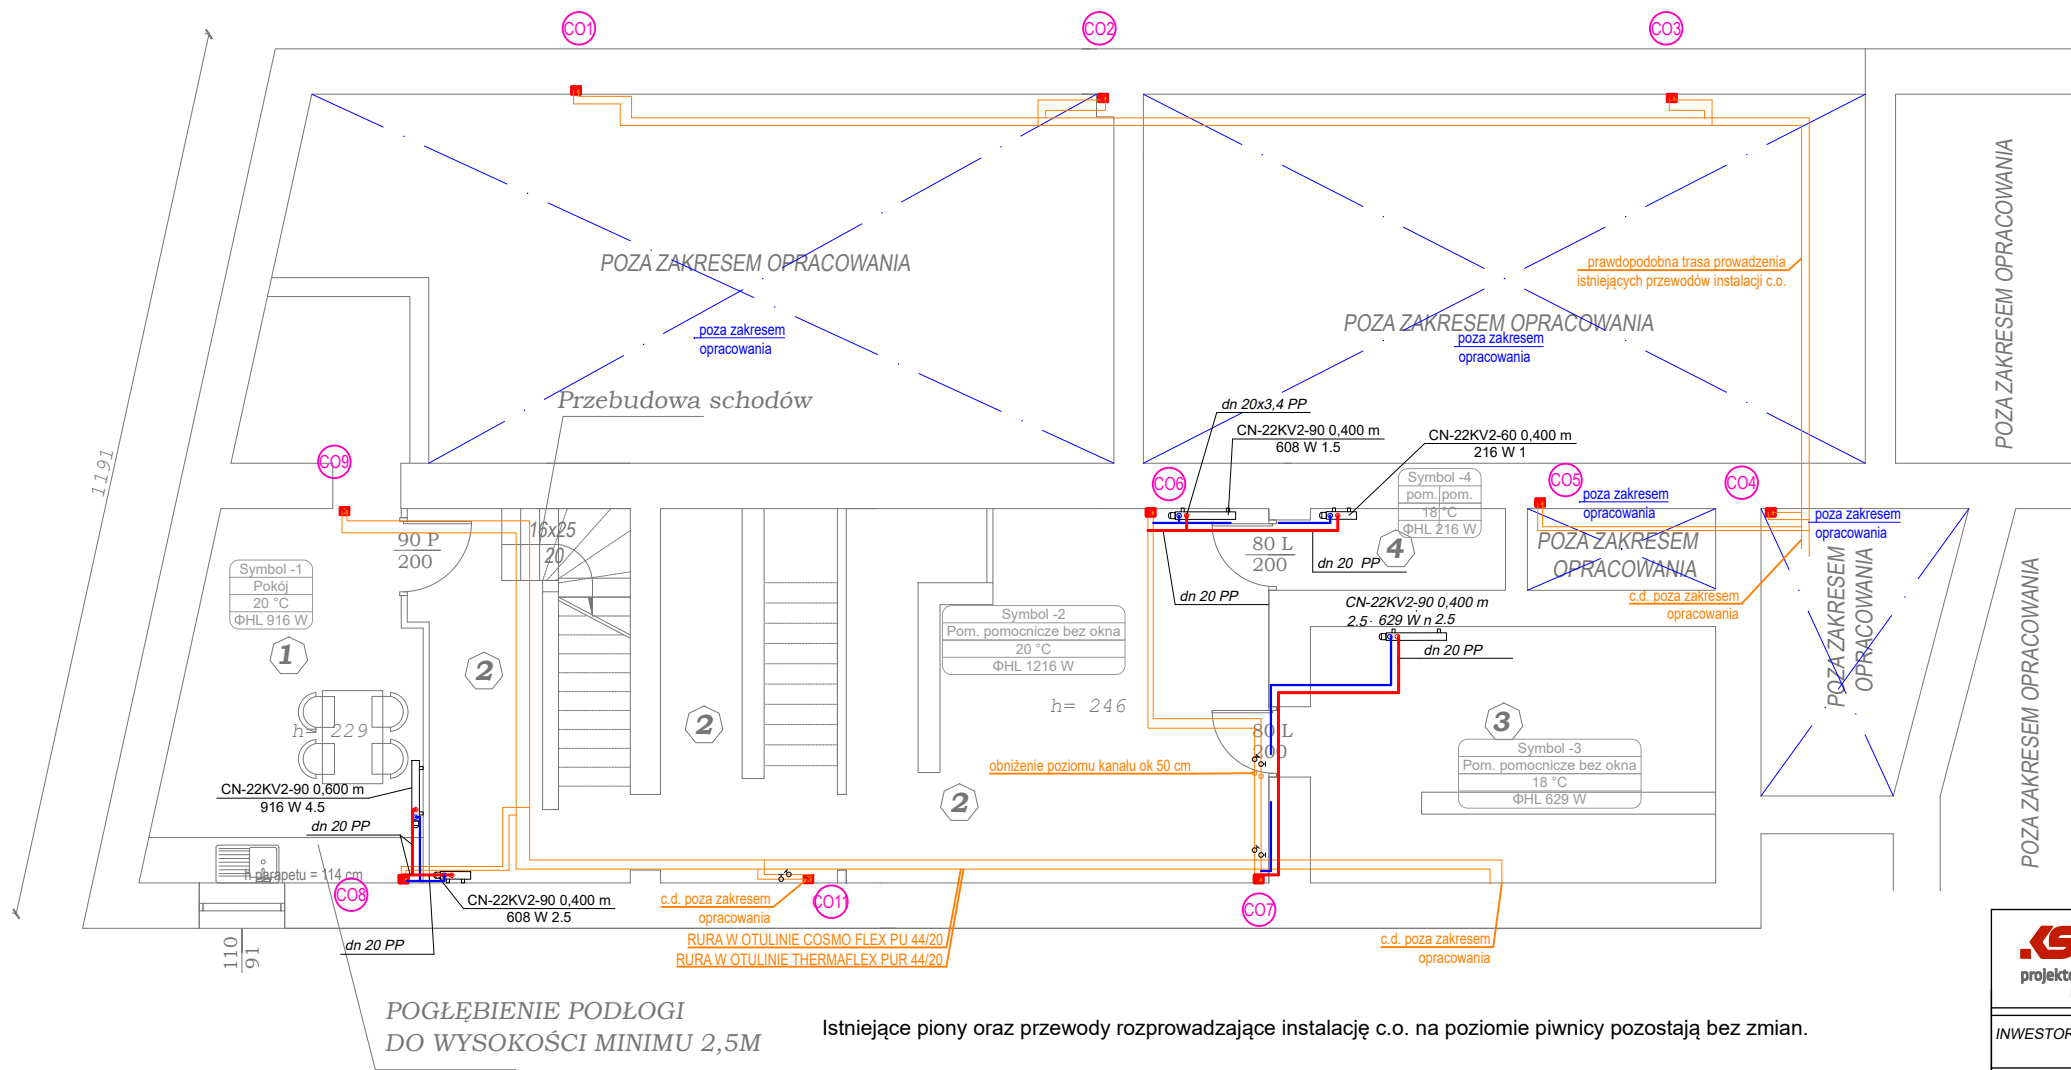 CO1
CO2
CO3
1191
POZA ZAKRESEM OPRACOWANIA
poza zakresem
opracowania
POZA ZAKRESEM OPRACOWANIA
poza zakresem
opracowania
prawdopodobna trasa prowadzenia
istniejących przewodów instalacji c.o.
POZA ZAKRESEM OPRACOWANIA
Przebudowa schodów
dn 20x3,4 PP
CN-22KV2-90 0,400 m
608 W 1.5
CN-22KV2-60 0,400 m
216 W 1
CO9
CO6
CO5
CO4
Symbol -4
pom. pom.
18 °C
ΦHL 216 W
4
poza zakresem
opracowania
poza zakresem
opracowania
90 P
200
16x25
20
80 L
200
dn 20 PP
dn 20 PP
POZA ZAKRESEM
OPRACOWANIA
POZA ZAKRESEM
OPRACOWANIA
POZA ZAKRESEM OPRACOWANIA
c.d. poza zakresem
opracowania
Symbol -1
Pokój
20 °C
ΦHL 916 W
1
2
Symbol -2
Pom. pomocnicze bez okna
20 °C
ΦHL 1216 W
CN-22KV2-90 0,400 m
2.5 629 W n 2.5
dn 20 PP
h= 229
2
h= 246
80 L
200
3
Symbol -3
Pom. pomocnicze bez okna
18 °C
ΦHL 629 W
obniżenie poziomu kanału ok 50 cm
2
CN-22KV2-90 0,600 m
916 W 4.5
dn 20 PP
h parapetu = 114 cm
CO8
CN-22KV2-90 0,400 m
608 W 2.5
dn 20 PP
110
91
c.d. poza zakresem
opracowania
CO11
CO7
RURA W OTULINIE COSMO FLEX PU 44/20
RURA W OTULINIE THERMAFLEX PUR 44/20
c.d. poza zakresem
opracowania
POGŁĘBIENIE PODŁOGI
DO WYSOKOŚCI MINIMU 2,5M
Istniejące piony oraz przewody rozprowadzające instalację c.o. na poziomie piwnicy pozostają bez zmian.
KS
projekto
INWESTOR